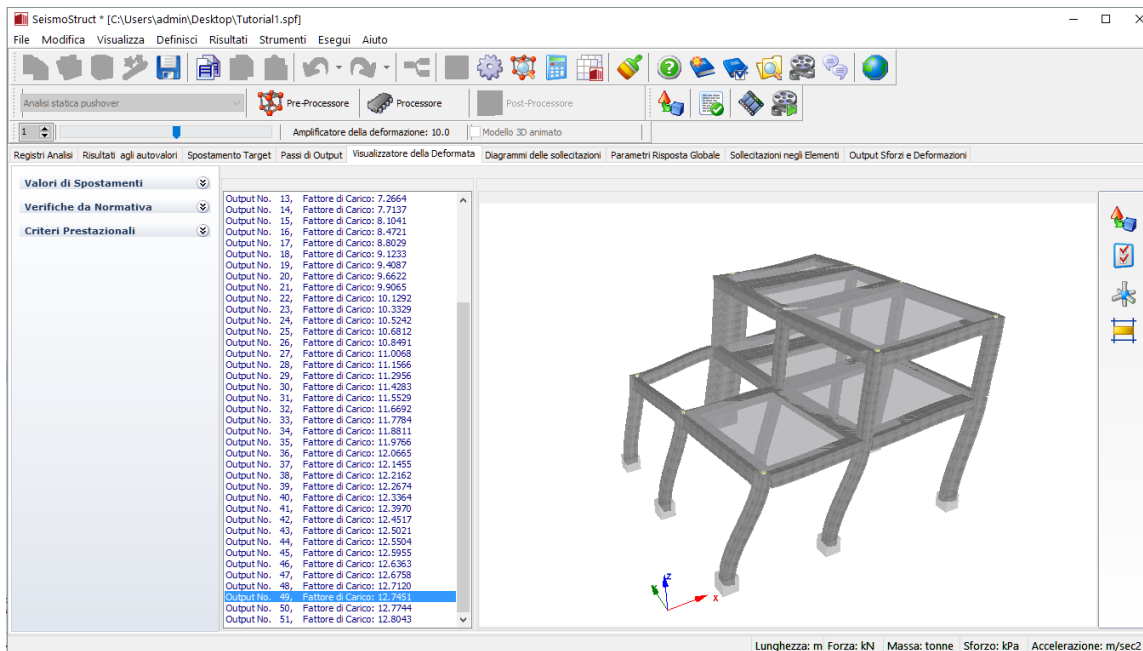 SeismoStruct * [C:\Users\admin\Desktop\Tutorial1.spf]
File Modifica Visualizza Definisci Risultati Strumenti Esegui Aiuto
Analisi statica pushover Pre-Processore Processore Post-Processore
1 Amplificatore della deformazione: 10.0 Modello 3D animato
Registri Analisi Risultati agli autovalori Spostamento Target Passi di Output Visualizzatore della Deformata Diagrammi delle sollecitazioni Parametri Risposta Globale Sollecitazioni negli Elementi Output Sforzi e Deformazioni
Valori di Spostamenti
Verifiche da Normativa
Criteri Prestazionali
Output No. 13, Fattore di Carico: 7.2664
Output No. 14, Fattore di Carico: 7.7137
Output No. 15, Fattore di Carico: 8.1041
Output No. 16, Fattore di Carico: 8.4721
Output No. 17, Fattore di Carico: 8.8029
Output No. 18, Fattore di Carico: 9.1233
Output No. 19, Fattore di Carico: 9.4087
Output No. 20, Fattore di Carico: 9.6622
Output No. 21, Fattore di Carico: 9.9065
Output No. 22, Fattore di Carico: 10.1292
Output No. 23, Fattore di Carico: 10.3329
Output No. 24, Fattore di Carico: 10.5242
Output No. 25, Fattore di Carico: 10.6812
Output No. 26, Fattore di Carico: 10.8491
Output No. 27, Fattore di Carico: 11.0068
Output No. 28, Fattore di Carico: 11.1566
Output No. 29, Fattore di Carico: 11.2956
Output No. 30, Fattore di Carico: 11.4283
Output No. 31, Fattore di Carico: 11.5529
Output No. 32, Fattore di Carico: 11.6692
Output No. 33, Fattore di Carico: 11.7784
Output No. 34, Fattore di Carico: 11.8811
Output No. 35, Fattore di Carico: 11.9766
Output No. 36, Fattore di Carico: 12.0665
Output No. 37, Fattore di Carico: 12.1455
Output No. 38, Fattore di Carico: 12.2162
Output No. 39, Fattore di Carico: 12.2674
Output No. 40, Fattore di Carico: 12.3364
Output No. 41, Fattore di Carico: 12.3970
Output No. 42, Fattore di Carico: 12.4517
Output No. 43, Fattore di Carico: 12.5021
Output No. 44, Fattore di Carico: 12.5504
Output No. 45, Fattore di Carico: 12.5955
Output No. 46, Fattore di Carico: 12.6363
Output No. 47, Fattore di Carico: 12.6758
Output No. 48, Fattore di Carico: 12.7120
Output No. 49, Fattore di Carico: 12.7451
Output No. 50, Fattore di Carico: 12.7744
Output No. 51, Fattore di Carico: 12.8043
z
Y
x
Lunghezza: m Forza: kN Massa: tonne Sforzo: kPa Accelerazione: m/sec2